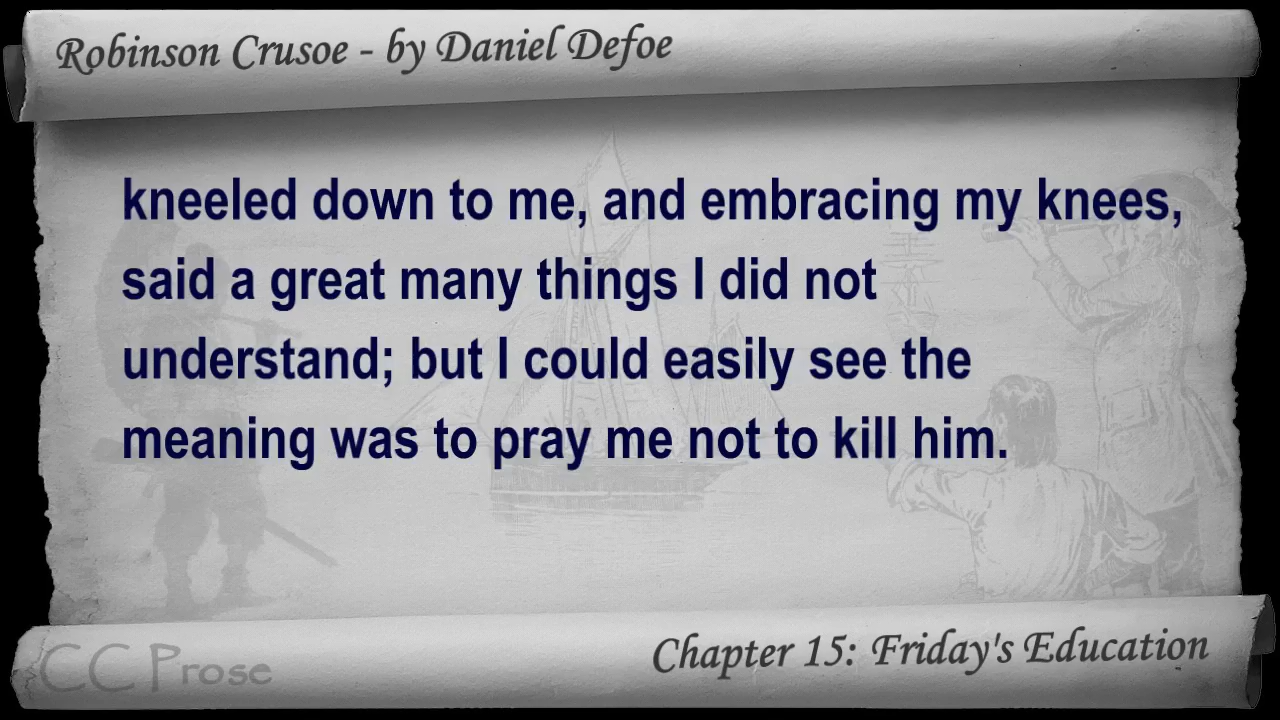 Robinson Crusoe - by Daniel Defoe
kneeled down to me, and embracing my knees,
said a great many things I did not
understand; but I could easily see the
meaning was to pray me not to kill him.
Chapter 15: Friday's Education
CC Prose